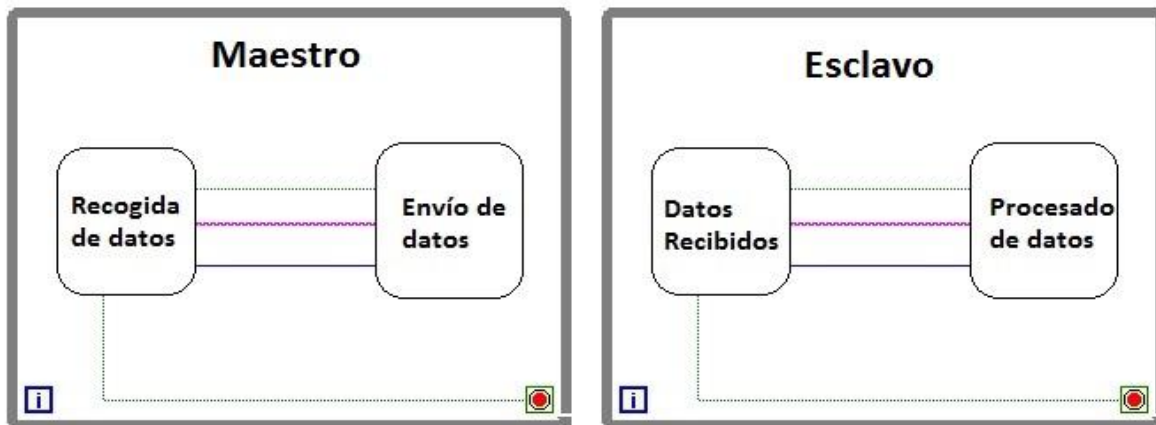 Maestro
Recogida
de datos
Envío de
datos
i
Esclavo
Datos
Recibidos
Procesado
de datos
i